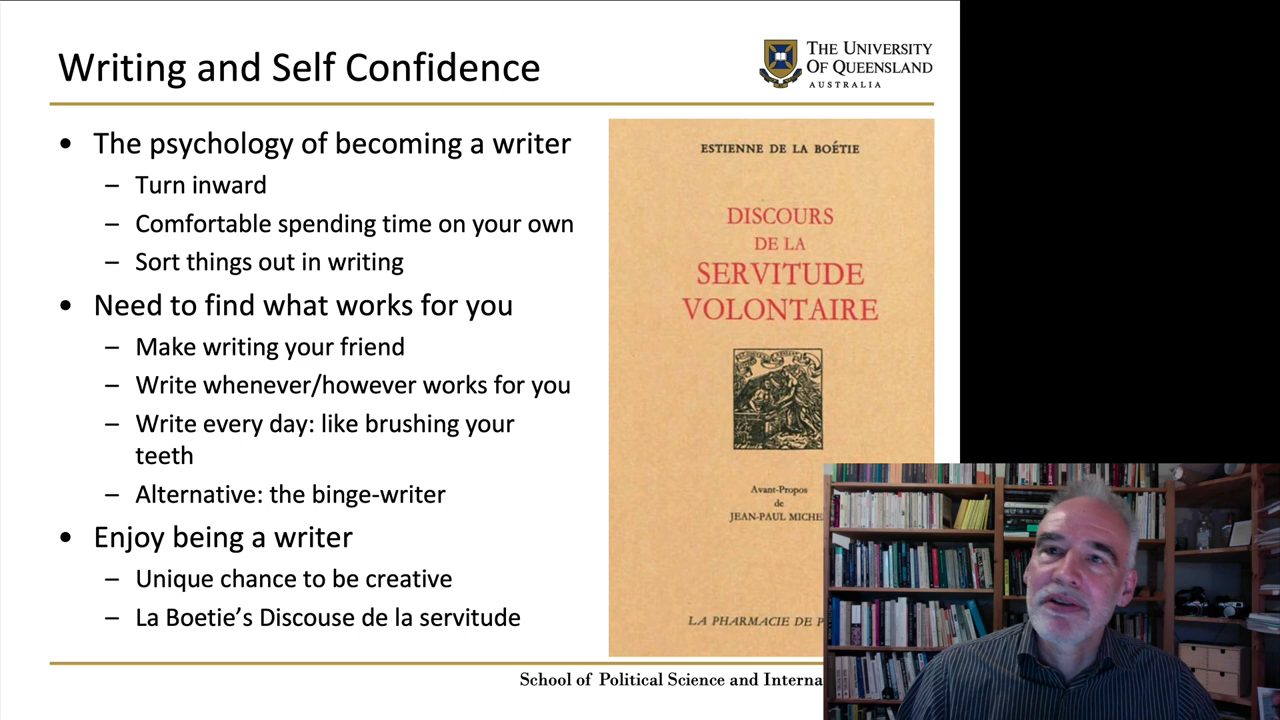 Writing and Self Confidence
THE UNIVERSITY
OF QUEENSLAND
AUSTRALIA
• The psychology of becoming a writer
– Turn inward
– Comfortable spending time on your own
– Sort things out in writing
• Need to find what works for you
– Make writing your friend
– Write whenever/however works for you
– Write every day: like brushing your
teeth
– Alternative: the binge-writer
• Enjoy being a writer
– Unique chance to be creative
– La Boetie’s Discouse de la servitude
ESTIENNE DE LA BOÉTIE
DISCOURS
DE LA
SERVITUDE
VOLONTAIRE
Avant-Propos
de
JEAN-PAUL MICHE
LA PHARMACIE DE P
School of Political Science and Interna